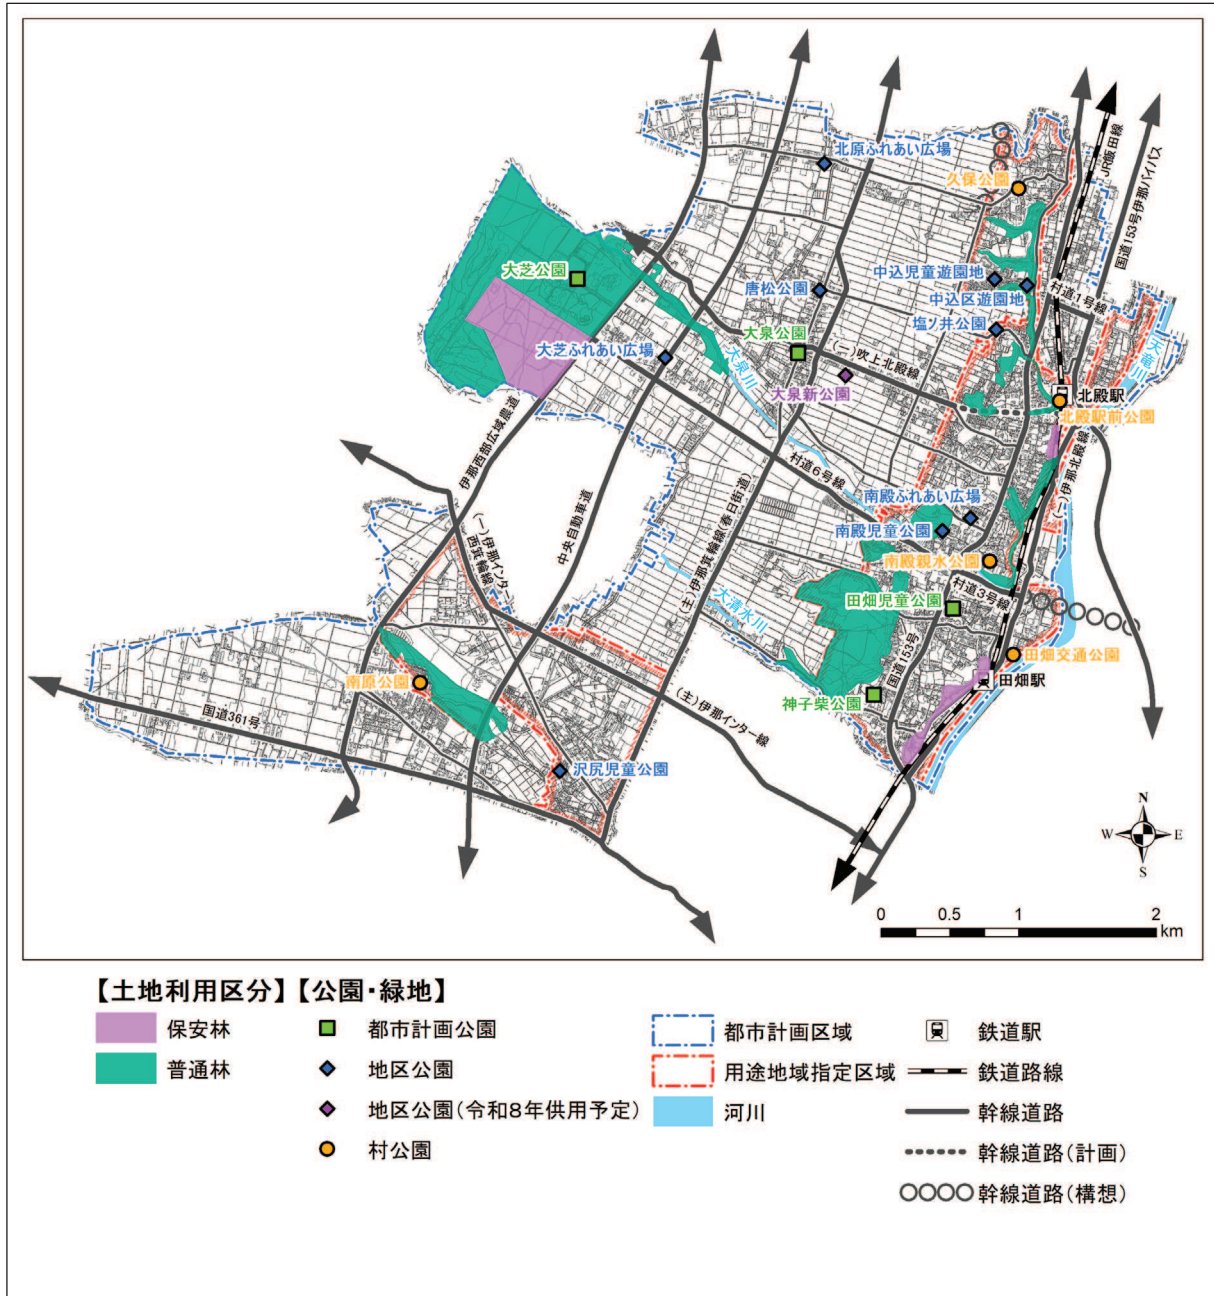 JR飯田線
国道153号伊那バイパス
北原ふれあい広場
久保公園
大芝公園
唐松公園
中込児童遊園地
中込区遊園地
村道1号線
塩ノ井公園
天竜川
大芝ふれあい広場
大泉公園
大泉川
(一)吹上北殿線
大泉新公園
北殿駅
北殿駅前公園
伊那西部広域農道
村道6号線
(一)伊那北殿線
中央自動車道
(主)伊那箕輪線(春日街道)
南殿ふれあい広場
南殿児童公園
(一)伊那インター
西箕輪線
南殿親水公園
村道3号線
大清水川
田畑児童公園
国道153号
田畑交通公園
田畑駅
南原公園
神子柴公園
国道361号
(主)伊那インター線
沢尻児童公園
N
W
E
S
0 0.5 1 2
km
【土地利用区分】【公園・緑地】
保安林 都市計画公園 都市計画区域 鉄道駅
普通林 地区公園 用途地域指定区域 鉄道路線
地区公園(令和8年供用予定) 河川 幹線道路
村公園 幹線道路(計画)
幹線道路(構想)